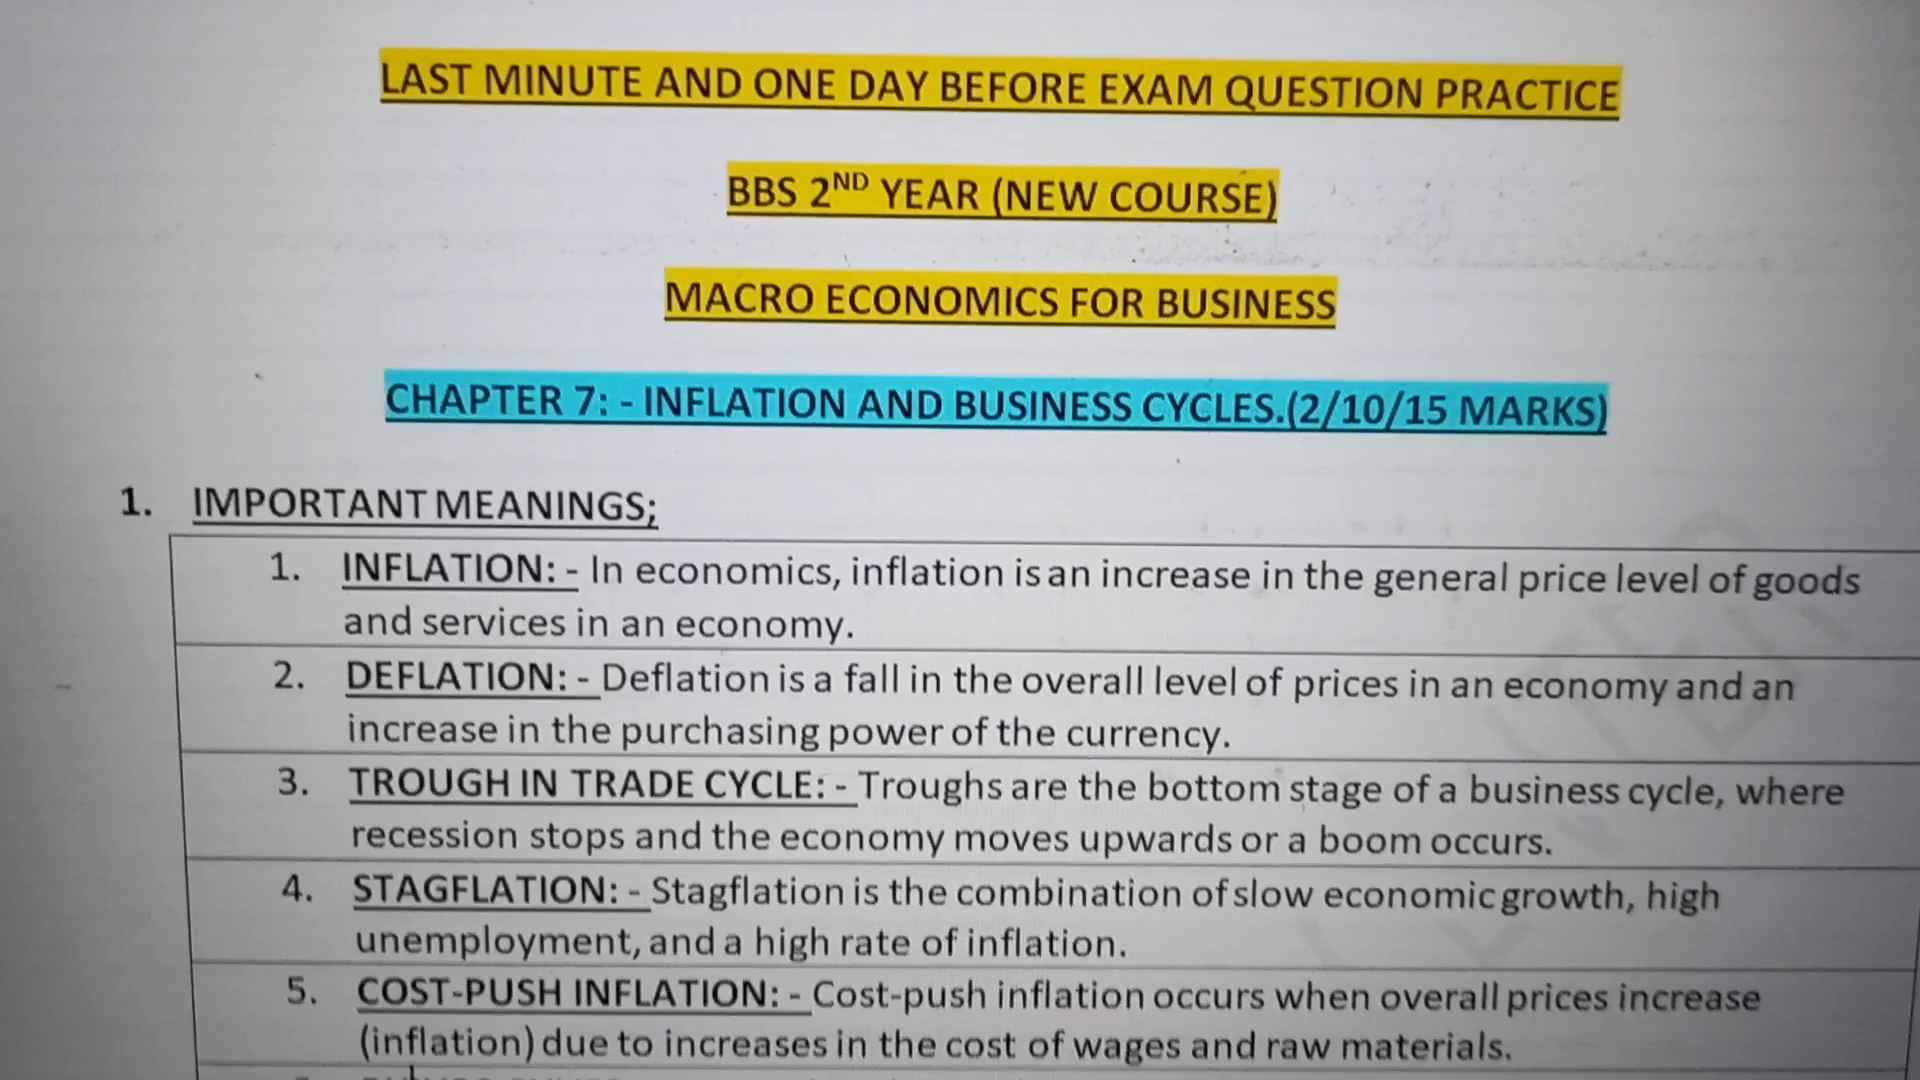 LAST MINUTE AND ONE DAY BEFORE EXAM QUESTION PRACTICE
BBS 2ND YEAR (NEW COURSE)
MACRO ECONOMICS FOR BUSINESS
CHAPTER 7: - INFLATION AND BUSINESS CYCLES.(2/10/15 MARKS)
1. IMPORTANT MEANINGS;
1. INFLATION: - In economics, inflation is an increase in the general price level of goods
and services in an economy.
2. DEFLATION: - Deflation is a fall in the overall level of prices in an economy and an
increase in the purchasing power of the currency.
3. TROUGH IN TRADE CYCLE: - Troughs are the bottom stage of a business cycle, where
recession stops and the economy moves upwards or a boom occurs.
4. STAGFLATION: - Stagflation is the combination of slow economic growth, high
unemployment, and a high rate of inflation.
5. COST-PUSH INFLATION: - Cost-push inflation occurs when overall prices increase
(inflation) due to increases in the cost of wages and raw materials.